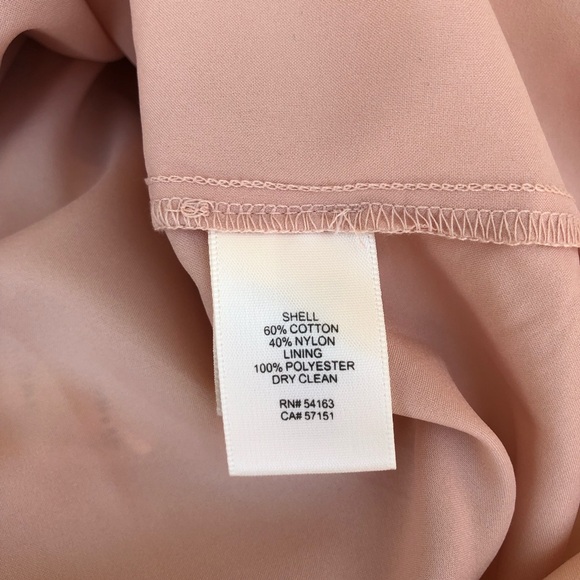 SHELL
60% COTTON
40% NYLON
LINING
100% POLYESTER
DRY CLEAN
RN# 54163
CA# 57151